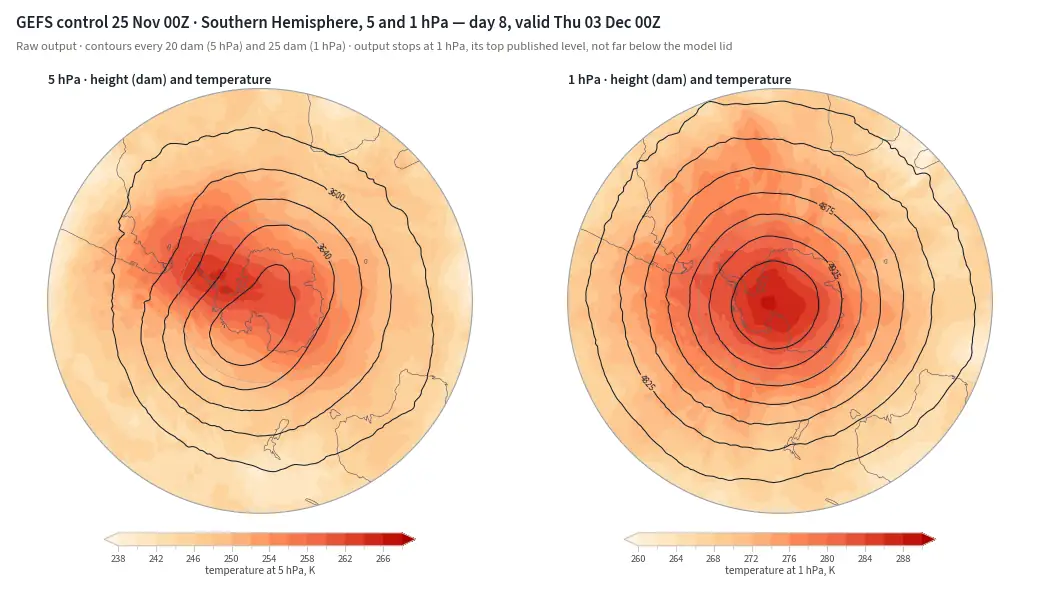 GEFS control 25 Nov 00Z · Southern Hemisphere, 5 and 1 hPa — day 8, valid Thu 03 Dec 00Z
Raw output · contours every 20 dam (5 hPa) and 25 dam (1 hPa) · output stops at 1 hPa, its top published level, not far below the model lid
5 hPa · height (dam) and temperature
1 hPa · height (dam) and temperature
3600
3640
4875
4925
4825
238 242 246 250 254 258 262 266
temperature at 5 hPa, K
260 264 268 272 276 280 284 288
temperature at 1 hPa, K